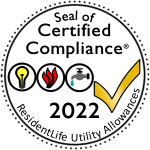 Seal of
Certified
Compliance®
2022
ResidentLife Utility Allowances